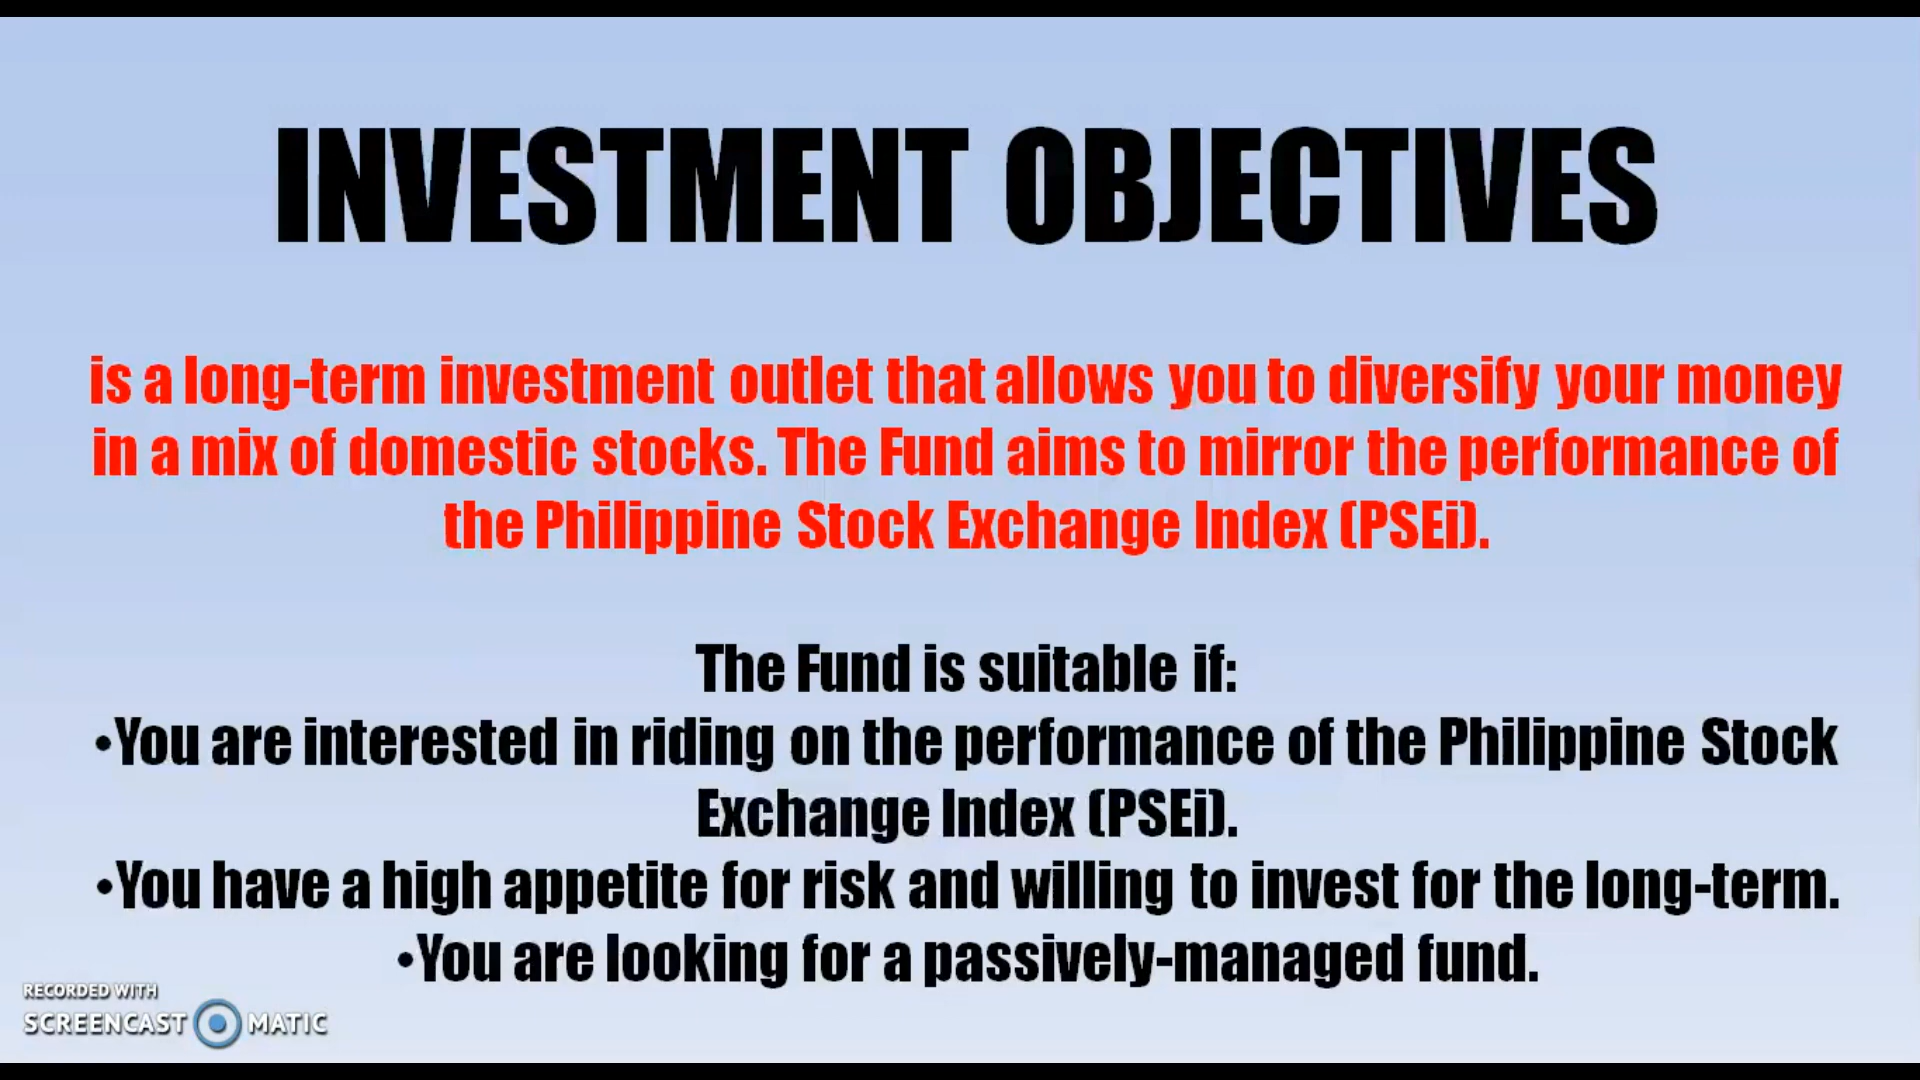 INVESTMENT OBJECTIVES
is a long-term investment outlet that allows you to diversify your money
in a mix of domestic stocks. The Fund aims to mirror the performance of
the Philippine Stock Exchange Index (PSEi).
The Fund is suitable if:
•You are interested in riding on the performance of the Philippine Stock
Exchange Index (PSEi).
•You have a high appetite for risk and willing to invest for the long-term.
•You are looking for a passively-managed fund.
RECORDED WITH
SCREENCAST MATIC